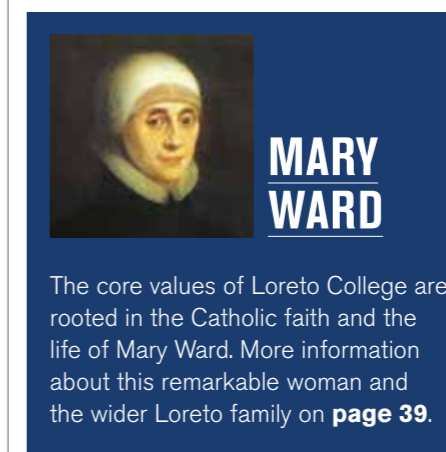 MARY
WARD
The core values of Loreto College are
rooted in the Catholic faith and the
life of Mary Ward. More information
about this remarkable woman and
the wider Loreto family on page 39.